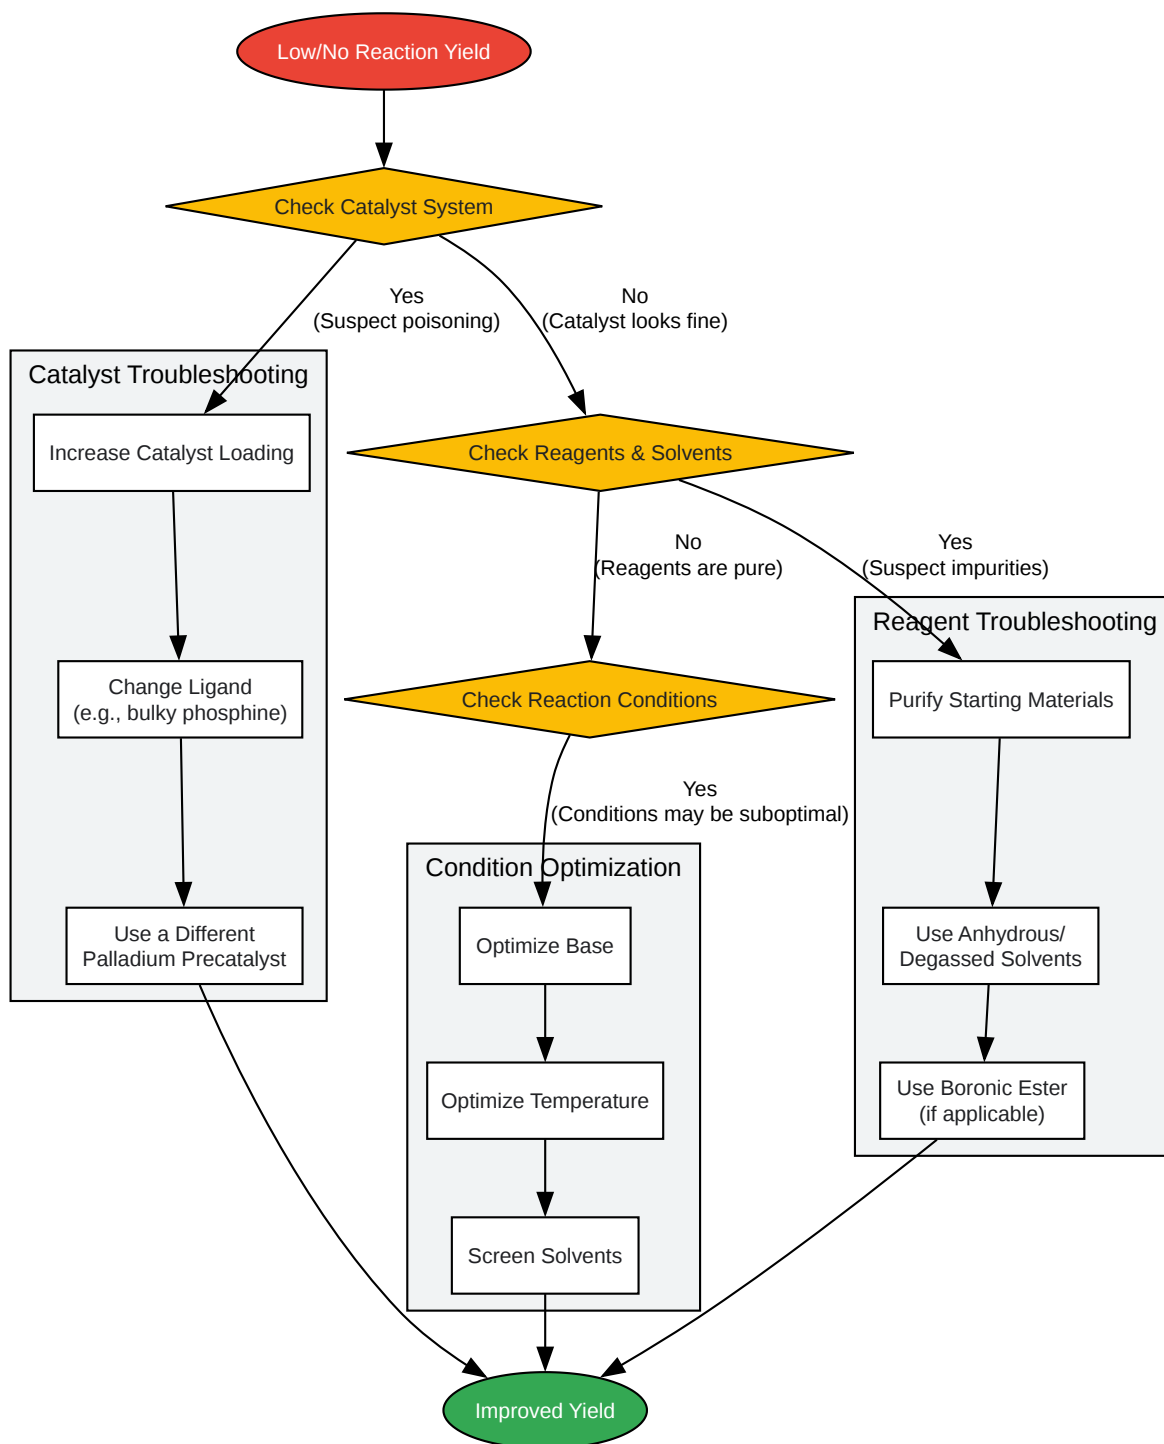 Low/No Reaction Yield
Check Catalyst System
Yes
(Suspect poisoning)
No
(Catalyst looks fine)
Catalyst Troubleshooting
Increase Catalyst Loading
Change Ligand
(e.g., bulky phosphine)
Use a Different
Palladium Precatalyst
Check Reagents & Solvents
No
(Reagents are pure)
Yes
(Suspect impurities)
Reagent Troubleshooting
Purify Starting Materials
Use Anhydrous/
Degassed Solvents
Use Boronic Ester
(if applicable)
Check Reaction Conditions
Yes
(Conditions may be suboptimal)
Condition Optimization
Optimize Base
Optimize Temperature
Screen Solvents
Improved Yield